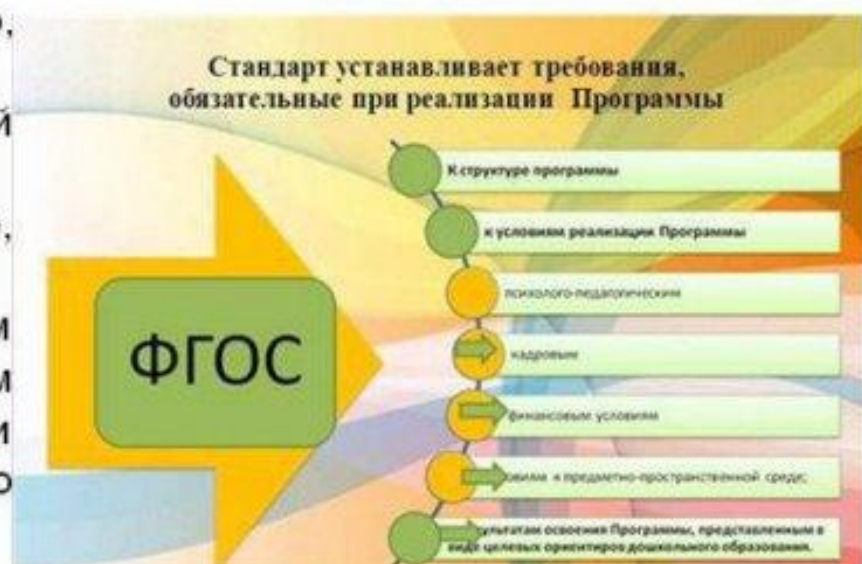 Стандарт устанавливает требования,
обязательные при реализации Программы
ФГОС
К структуре программы
к условиям реализации Программы
психолого-педагогическим
кадровым
финансовым условиям
к предметно-пространственной среде;
освоения Программы, представленным в
виде целевых ориентиров дошкольного образования.